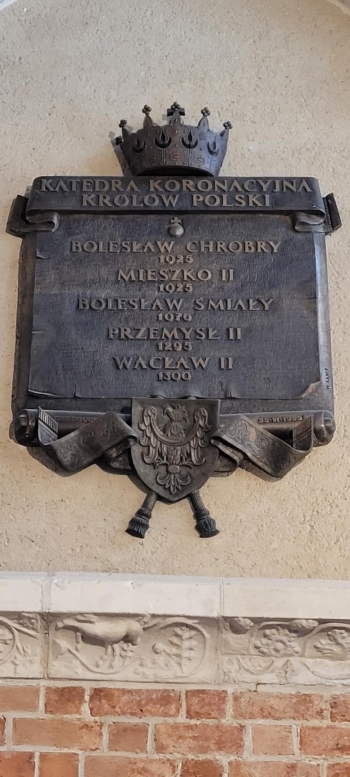 KATEDRA KORONACYJNA
KRÓLÓW POLSKI
BOLESŁAW CHROBRY
1025
MIESZKO II
1025
BOLESŁAW ŚMIAŁY
1076
PRZEMYSŁ II
1295
WACŁAW II
1300